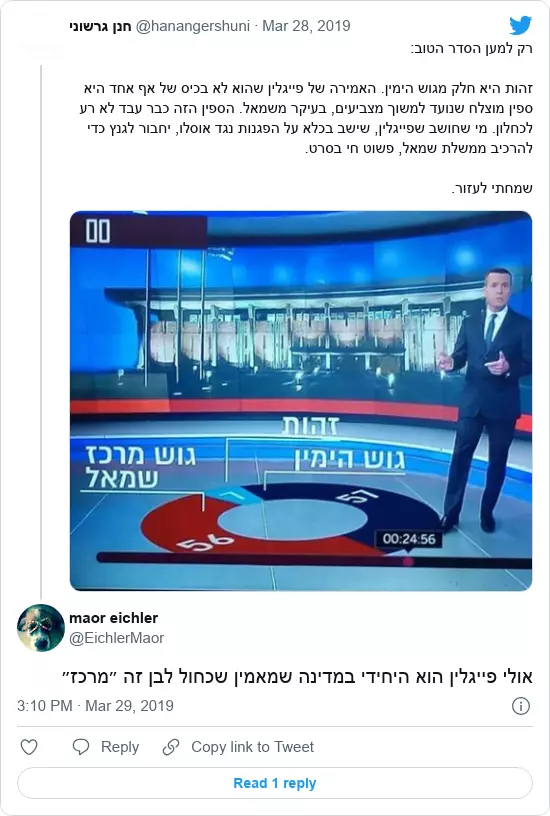 חנן גרשוני @hanangershuni · Mar 28, 2019
רק למען הסדר הטוב:
זהות היא חלק מגוש הימין. האמירה של פייגלין שהוא לא בכיס של אף אחד היא
ספין מוצלח שנועד למשוך מצביעים, בעיקר משמאל. הספין הזה כבר עבד לא רע
לכחלון. מי שחושב שפייגלין, שישב בכלא על הפגנות נגד אוסלו, יחבור לגנץ כדי
להרכיב ממשלת שמאל, פשוט חי בסרט.
שמחתי לעזור.
זהות
גוש הימין
גוש מרכז
שמאל
7
57
56
00:24:56
maor eichler
@EichlerMaor
אולי פייגלין הוא היחידי במדינה שמאמין שכחול לבן זה ״מרכז״
3:10 PM · Mar 29, 2019
Reply
Copy link to Tweet
Read 1 reply